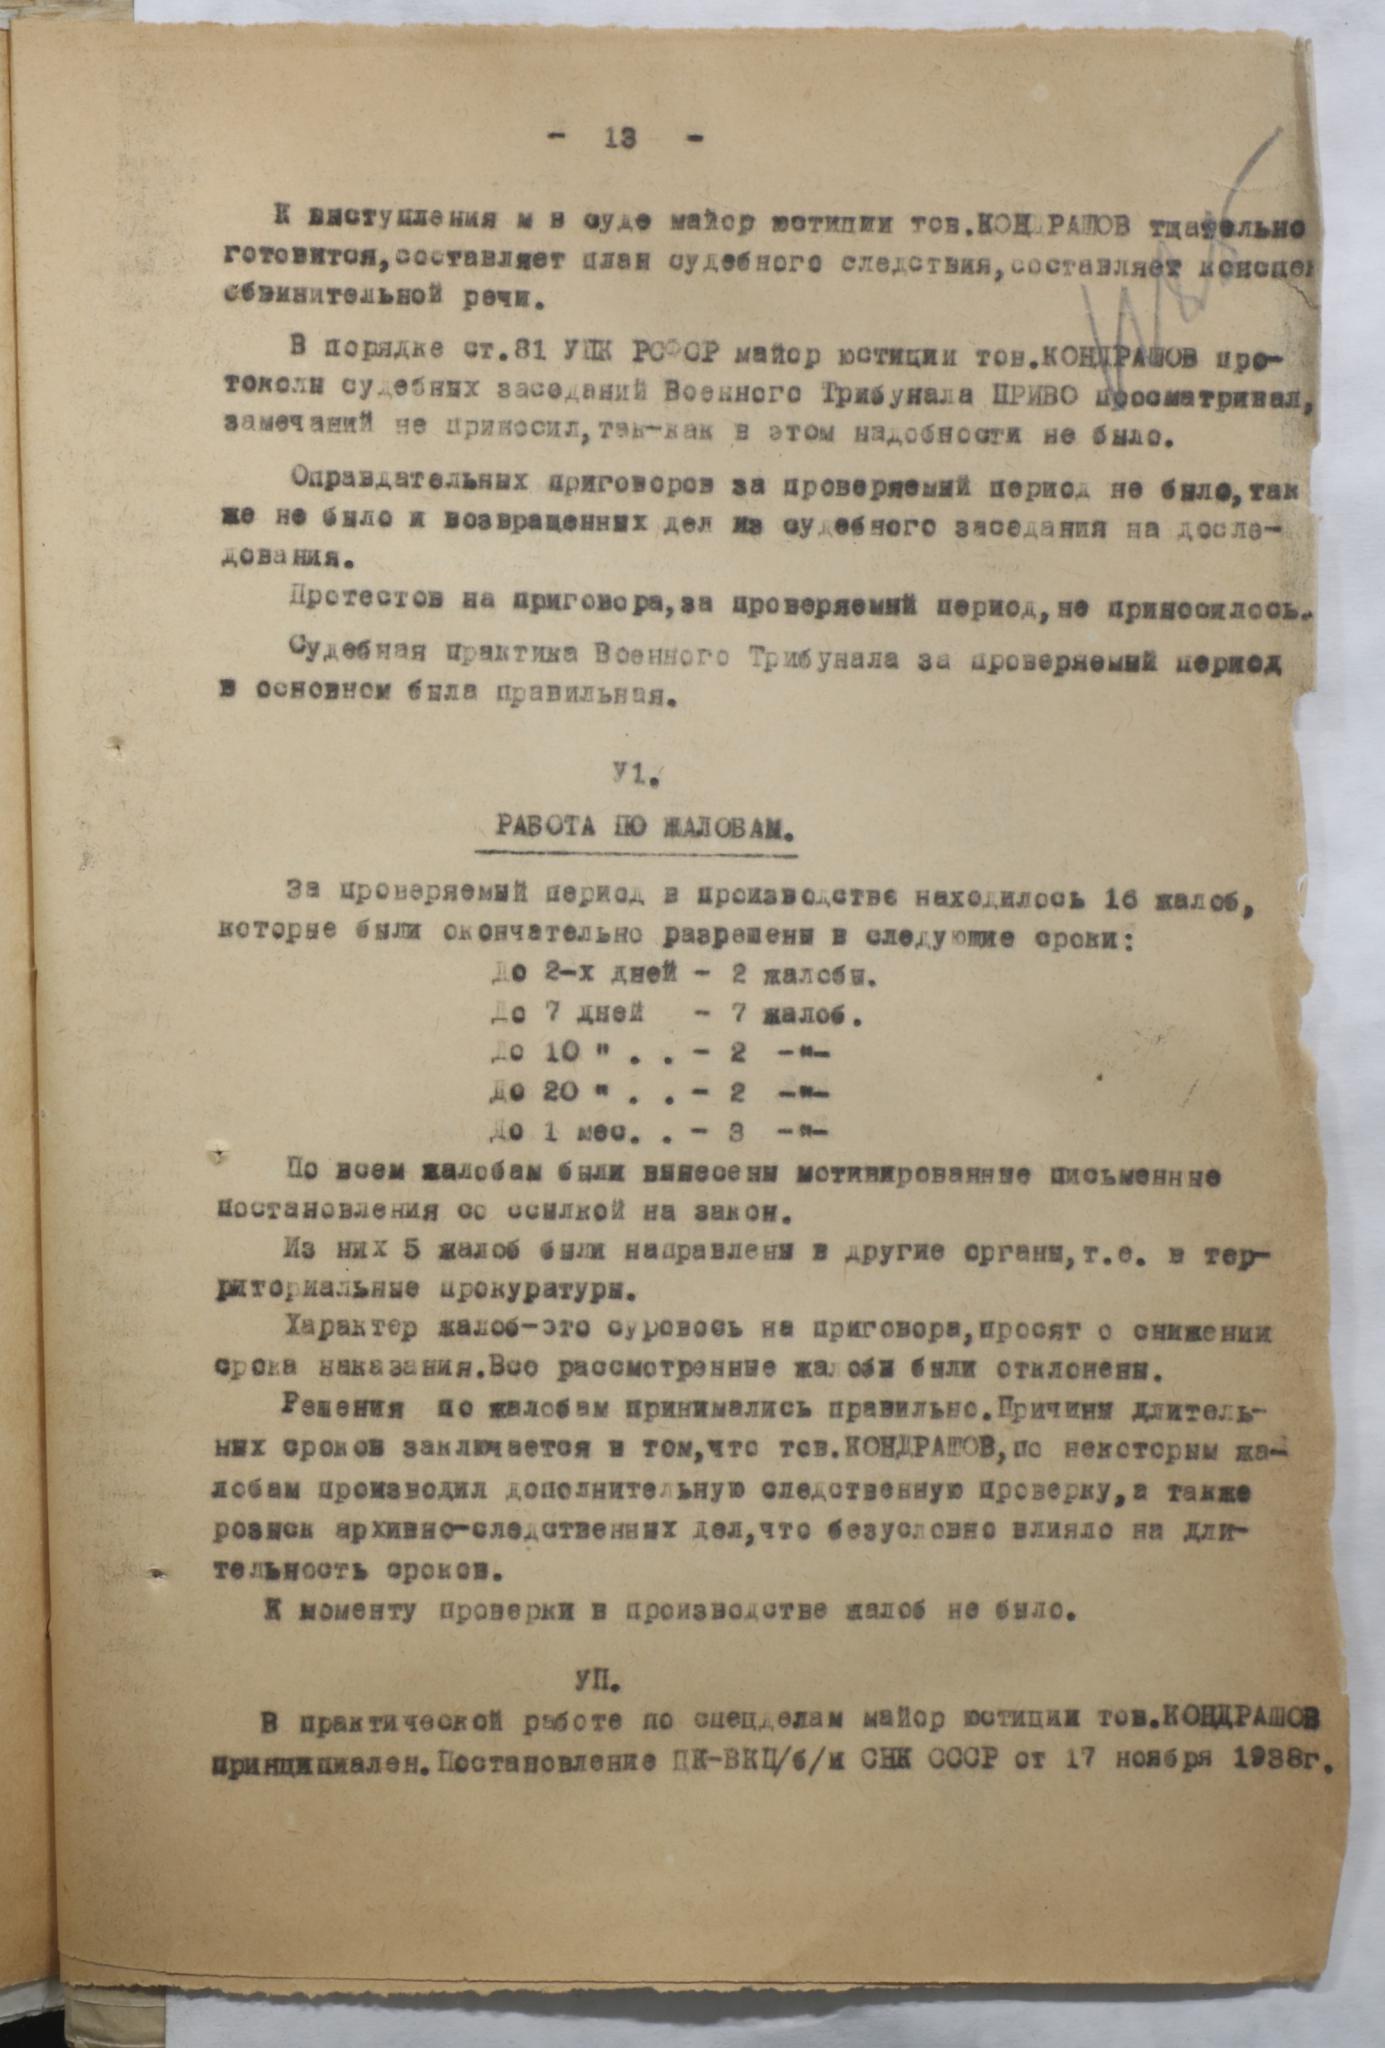 - 13 -
К выступления м в суде майор юстиции тов.КОНДРАШОВ тщательно
готовится,составляет план судебного следствия,составляет конспек
обвинительной речи.
В порядке ст.81 УПК РСФСР майор юстиции тов.КОНДРАШОВ про-
токолы судебных заседаний Военного Трибунала ПРИВО просматривал,
замечаний не приносил,так-как в этом надобности не было.
Оправдательных приговоров за проверяемый период не было,так
же не было и возвращенных дел из судебного заседания на досле-
дования.
Протестов на приговора,за проверяемый период,не приносилось.
Судебная практика Военного Трибунала за проверяемый период
в основном была правильная.
У1.
РАБОТА ПО ЖАЛОБАМ.
За проверяемый период в производстве находилось 16 жалоб,
которые были окончательно разрешены в следующие сроки:
До 2-х дней - 2 жалобы.
До 7 дней - 7 жалоб.
До 10 " . . - 2 -"-
До 20 " . . - 2 -"-
До 1 мес. . - 3 -"-
По всем жалобам были вынесены мотивированные письменные
постановления со ссылкой на закон.
Из них 5 жалоб были направлены в другие органы,т.е. в тер-
риториальные прокуратуры.
Характер жалоб-это суровось на приговора,просят о снижении
срока наказания.Все рассмотренные жалобы были отклонены.
Решения по жалобам принимались правильно.Причины длитель-
ных сроков заключается в том,что тов.КОНДРАШОВ,по некоторым жа-
лобам производил дополнительную следственную проверку,а также
розыск архивно-следственных дел,что безусловно влияло на дли-
тельность сроков.
К моменту проверки в производстве жалоб не было.
УП.
В практической работе по спецделам майор юстиции тов.КОНДРАШОВ
принципиален.Постановление ЦК-ВКП/б/и СНК СССР от 17 ноября 1938г.